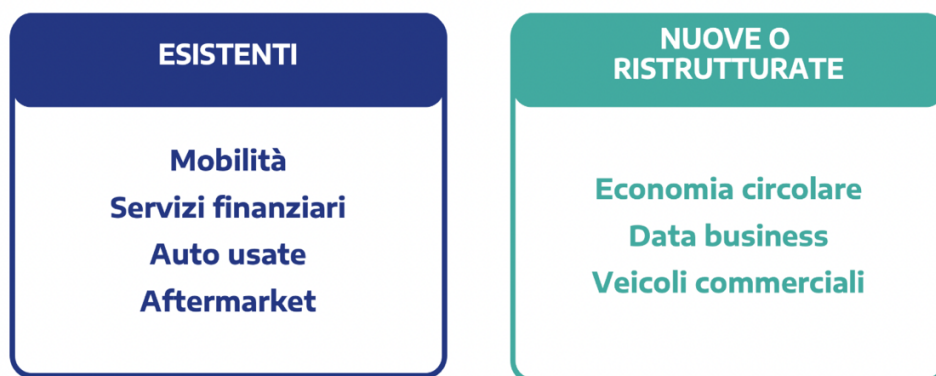 ESISTENTI
Mobilità
Servizi finanziari
Auto usate
Aftermarket
NUOVE O
RISTRUTTURATE
Economia circolare
Data business
Veicoli commerciali